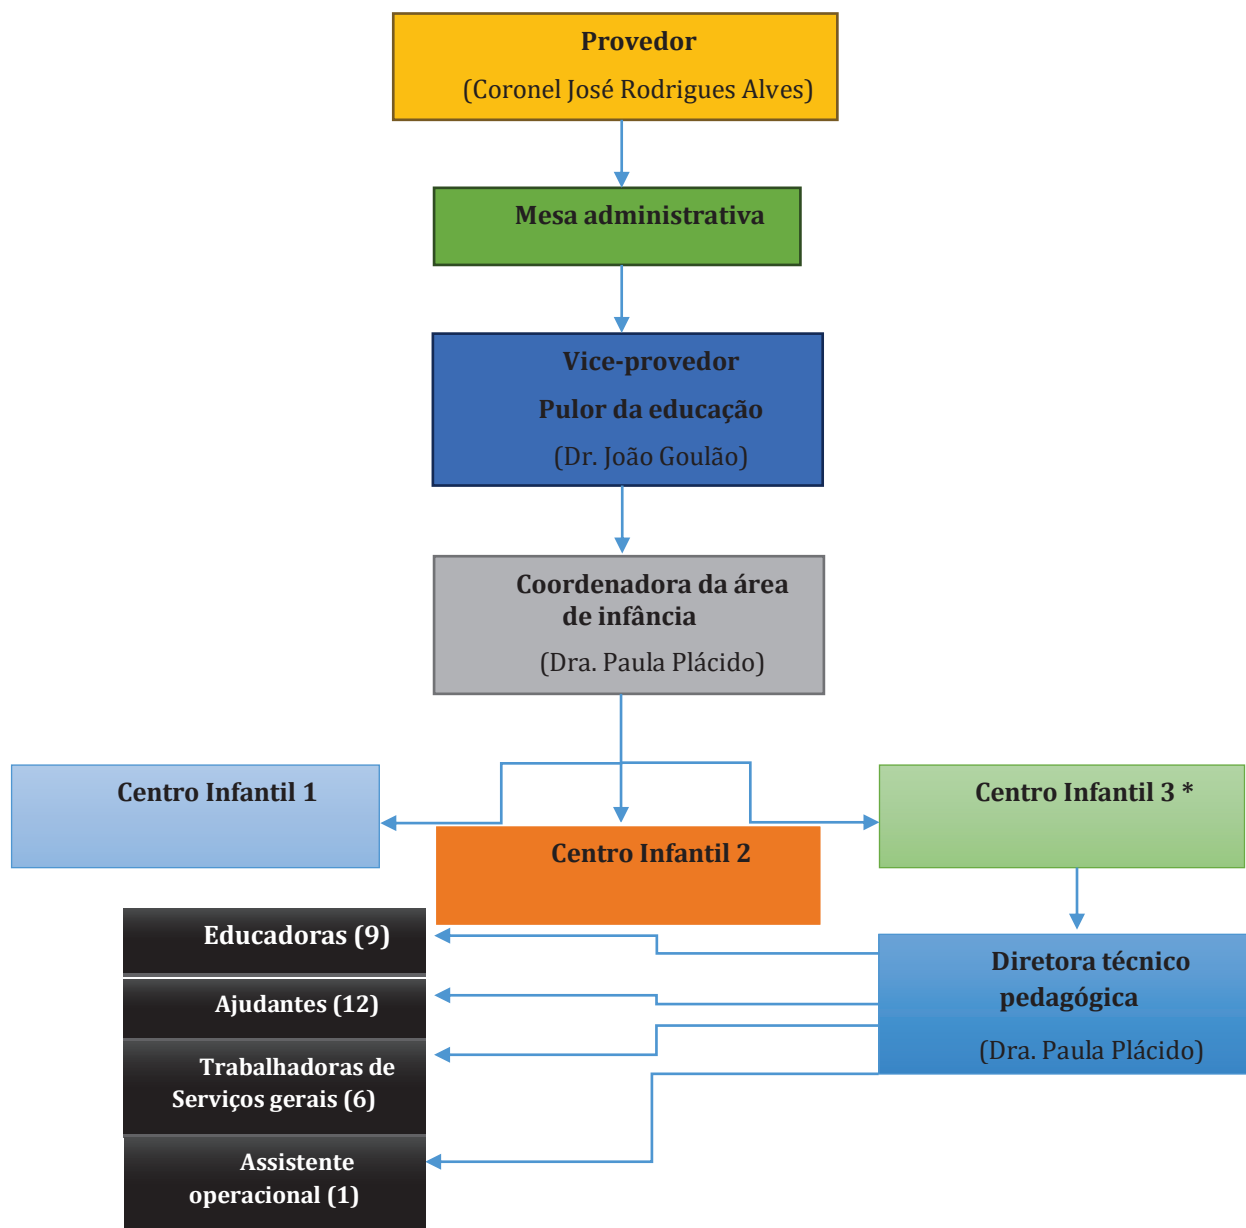 Provedor
(Coronel José Rodrigues Alves)
Mesa administrativa
Vice-provedor
Pulor da educação
(Dr. João Goulão)
Coordenadora da área
de infância
(Dra. Paula Plácido)
Centro Infantil 1
Centro Infantil 3 *
Centro Infantil 2
Educadoras (9)
Ajudantes (12)
Trabalhadoras de
Serviços gerais (6)
Assistente
operacional (1)
Diretora técnico
pedagógica
(Dra. Paula Plácido)